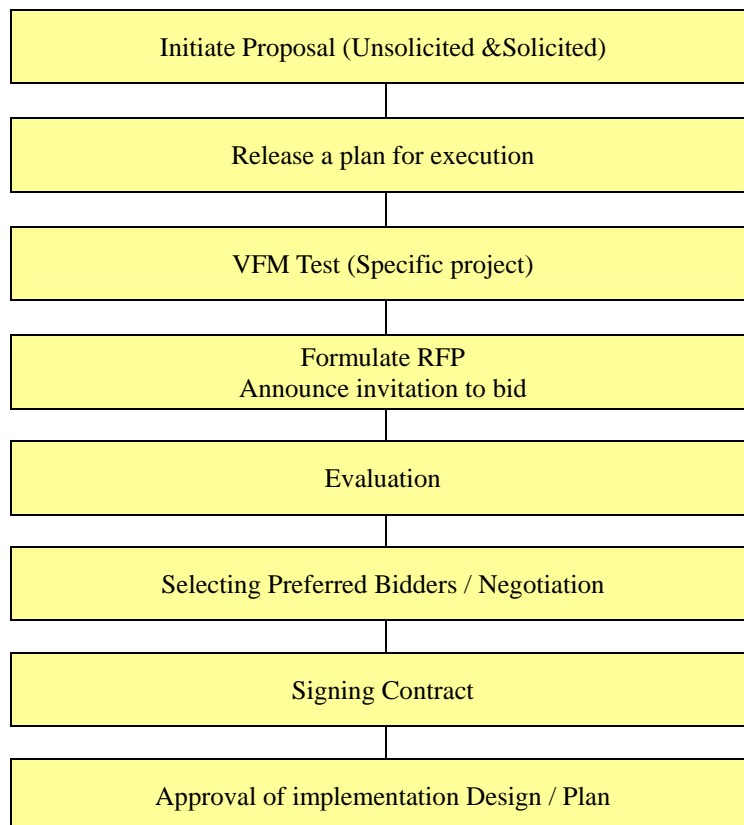 Initiate Proposal (Unsolicited &Solicited)
Release a plan for execution
VFM Test (Specific project)
Formulate RFP
Announce invitation to bid
Evaluation
Selecting Preferred Bidders / Negotiation
Signing Contract
Approval of implementation Design / Plan